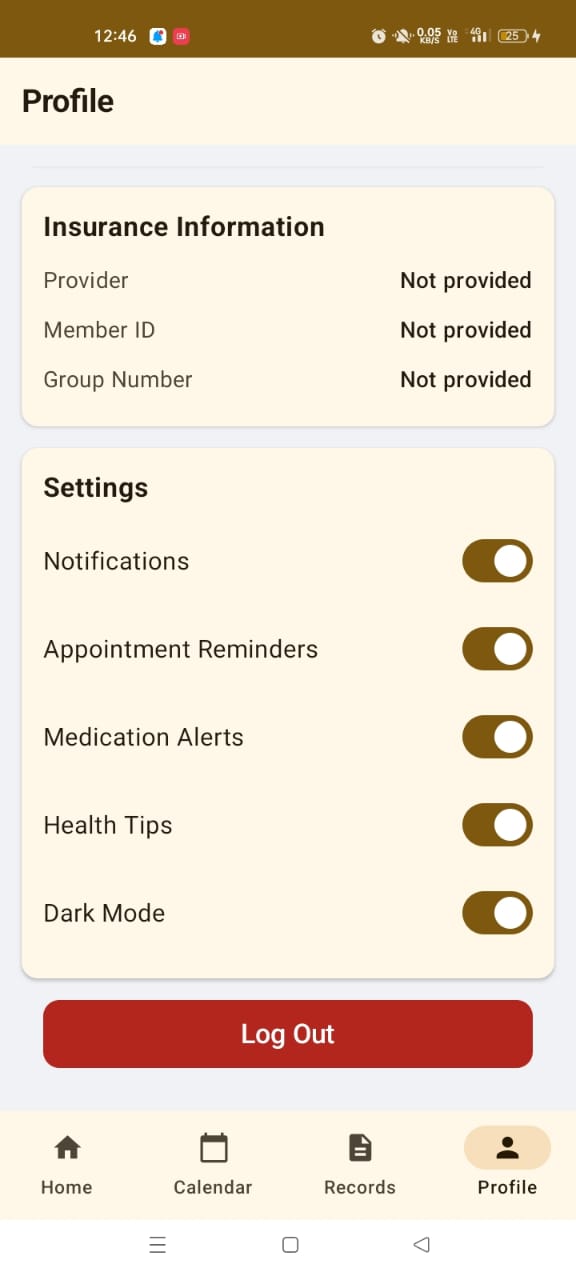 12:46 0.05 KB/S Vo LTE 4G 25
Profile
Insurance Information
Provider Not provided
Member ID Not provided
Group Number Not provided
Settings
Notifications
Appointment Reminders
Medication Alerts
Health Tips
Dark Mode
Log Out
Home Calendar Records Profile